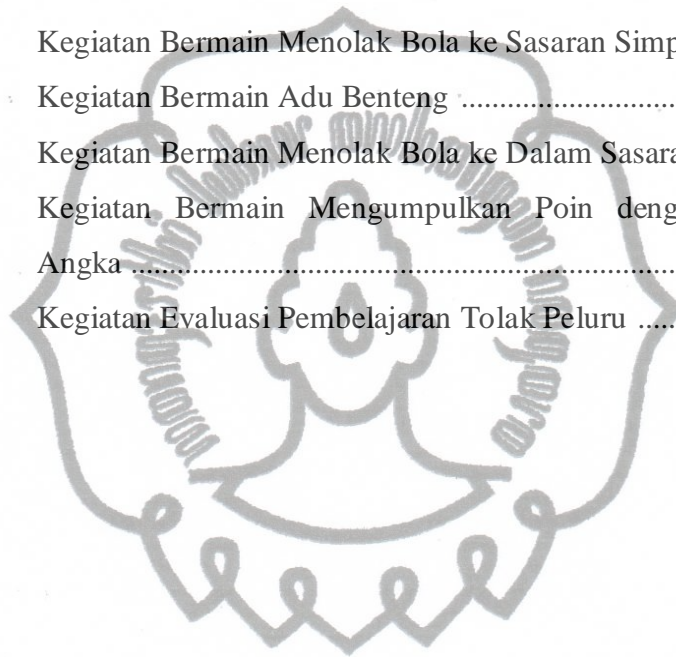 Kegiatan Bermain Menolak Bola ke Sasaran Simp
Kegiatan Bermain Adu Benteng ............................
Kegiatan Bermain Menolak Bola ke Dalam Sasara
Kegiatan Bermain Mengumpulkan Poin deng
Angka ......................................................................
Kegiatan Evaluasi Pembelajaran Tolak Peluru .....